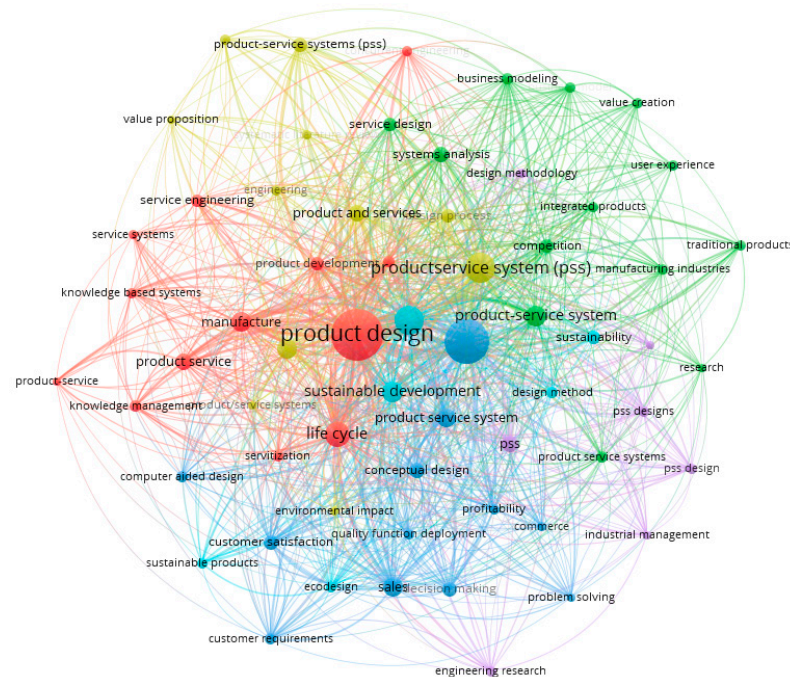 product-service systems (pss)
business modeling
value creation
value proposition
service design
systems analysis
user experience
design methodology
engineering
service engineering
integrated products
product and services
design process
service systems
competition
traditional products
product development
productservice system (pss)
manufacturing industries
knowledge based systems
product-service system
manufacture
product design
sustainability
product service
research
product-service
sustainable development
design method
knowledge management
product/service systems
product service system
pss designs
life cycle
pss
servitization
product service systems
conceptual design
pss design
computer aided design
environmental impact
profitability
commerce
quality function deployment
industrial management
customer satisfaction
sustainable products
ecodesign
sales
decision making
problem solving
customer requirements
engineering research